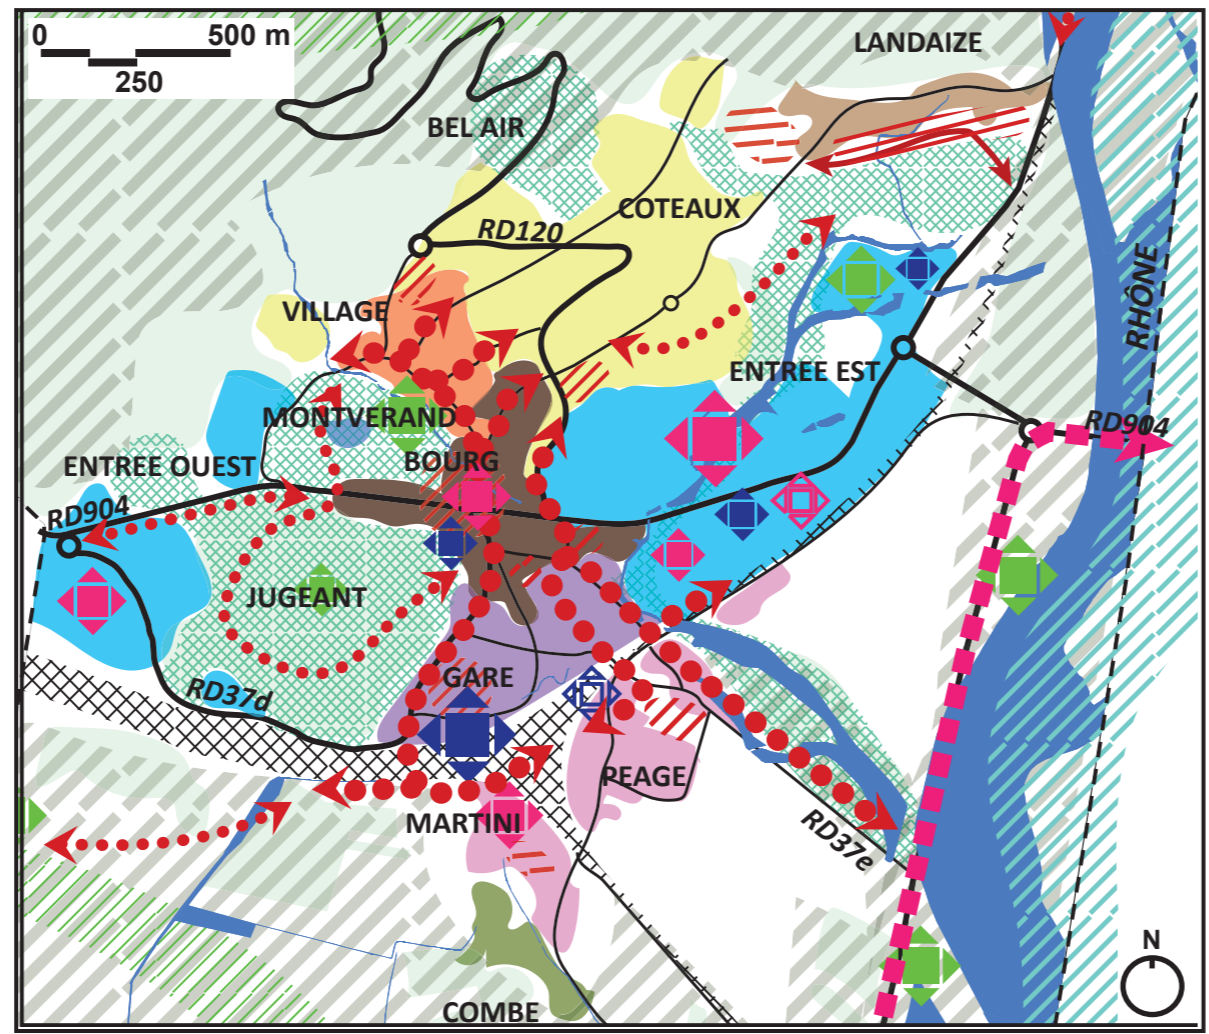 0 500 m
250
LANDAIZE
BEL AIR
COTEAUX
RD120
RHÔNE
VILLAGE
ENTREE EST
MONTVERAND
RD904
BOURG
ENTREE OUEST
RD904
JUGEANT
GARE
RD37d
PEAGE
MARTINI
RD37e
N
COMBE